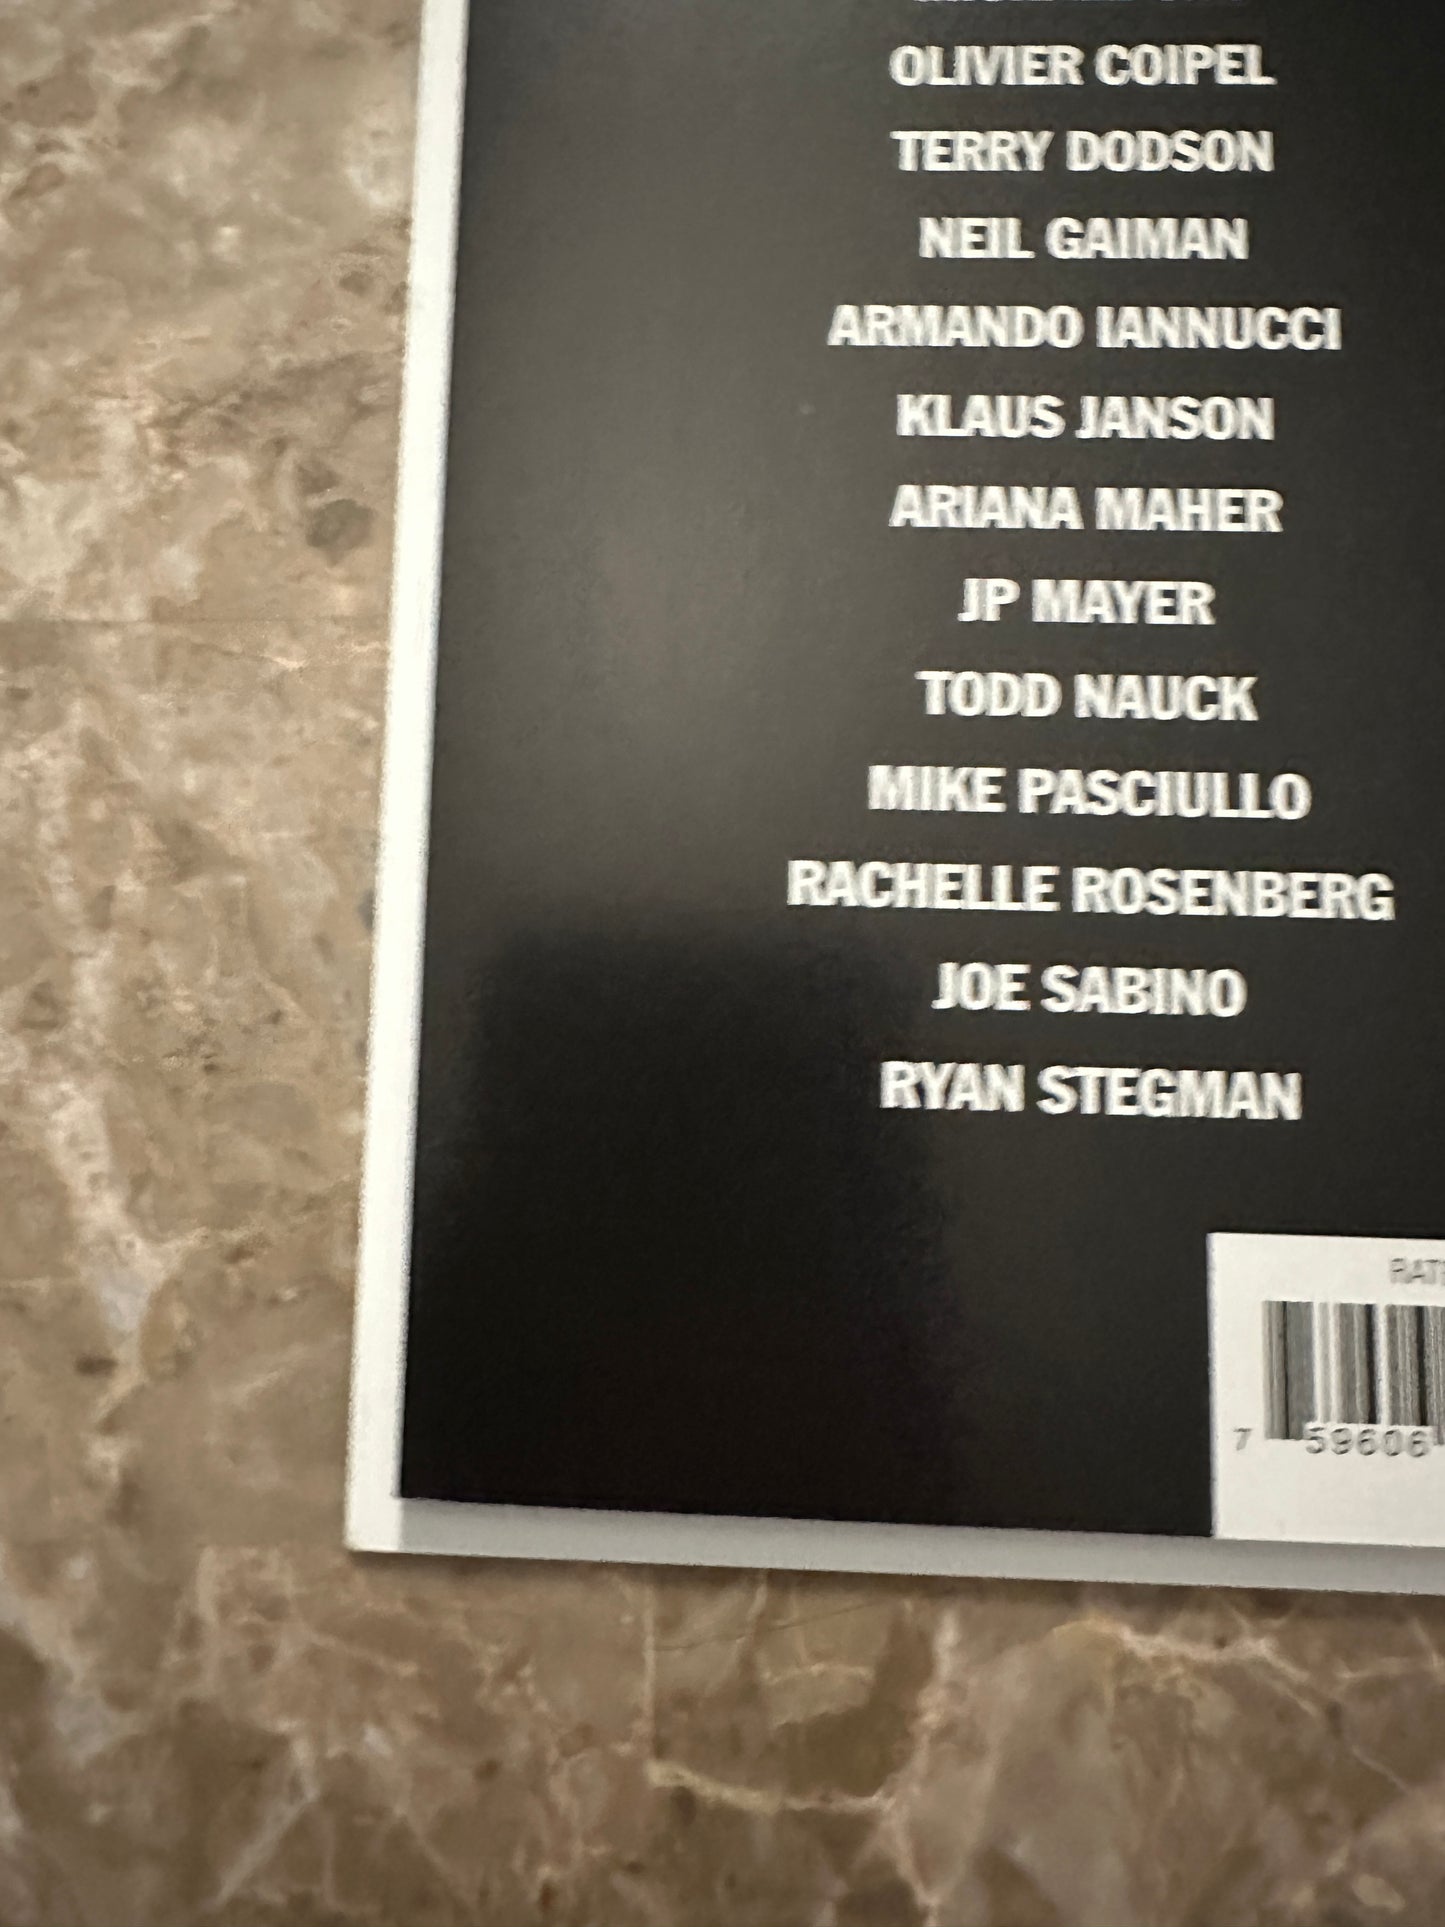 OLIVIER COIPEL
TERRY DODSON
NEIL GAIMAN
ARMANDO IANNUCCI
KLAUS JANSON
ARIANA MAHER
JP MAYER
TODD NAUCK
MIKE PASCIULLO
RACHELLE ROSENBERG
JOE SABINO
RYAN STEGMAN
7 59606